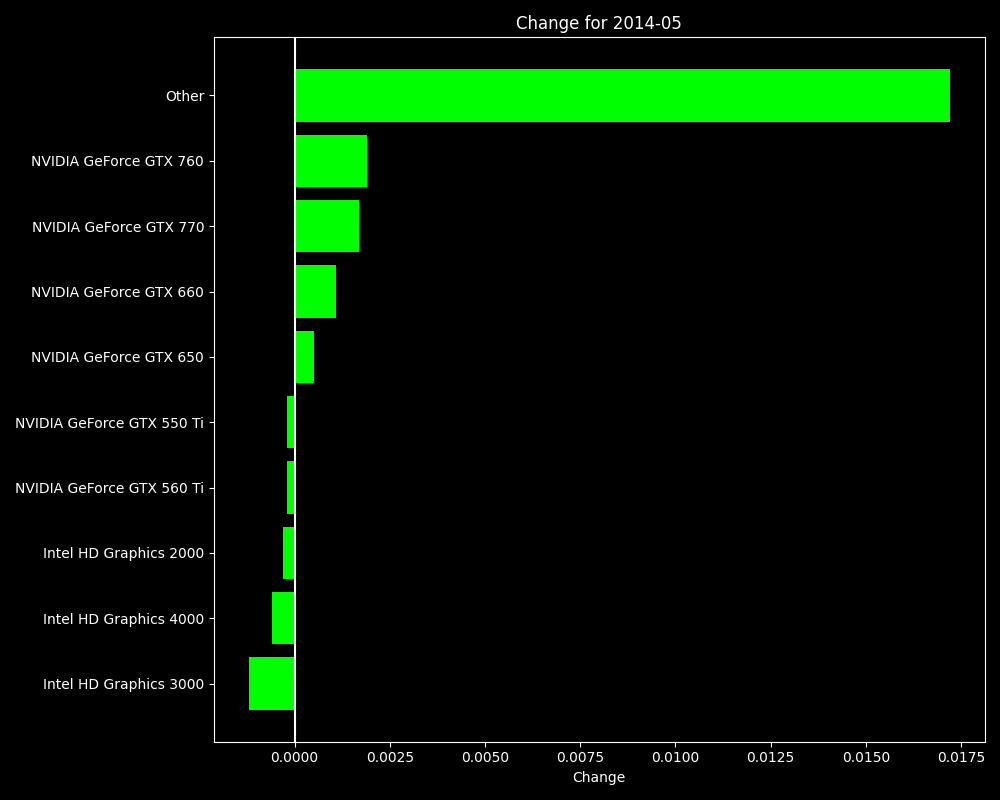 Change for 2014-05
Other
NVIDIA GeForce GTX 760
NVIDIA GeForce GTX 770
NVIDIA GeForce GTX 660
NVIDIA GeForce GTX 650
NVIDIA GeForce GTX 550 Ti
NVIDIA GeForce GTX 560 Ti
Intel HD Graphics 2000
Intel HD Graphics 4000
Intel HD Graphics 3000
0.0000 0.0025 0.0050 0.0075 0.0100 0.0125 0.0150 0.0175
Change